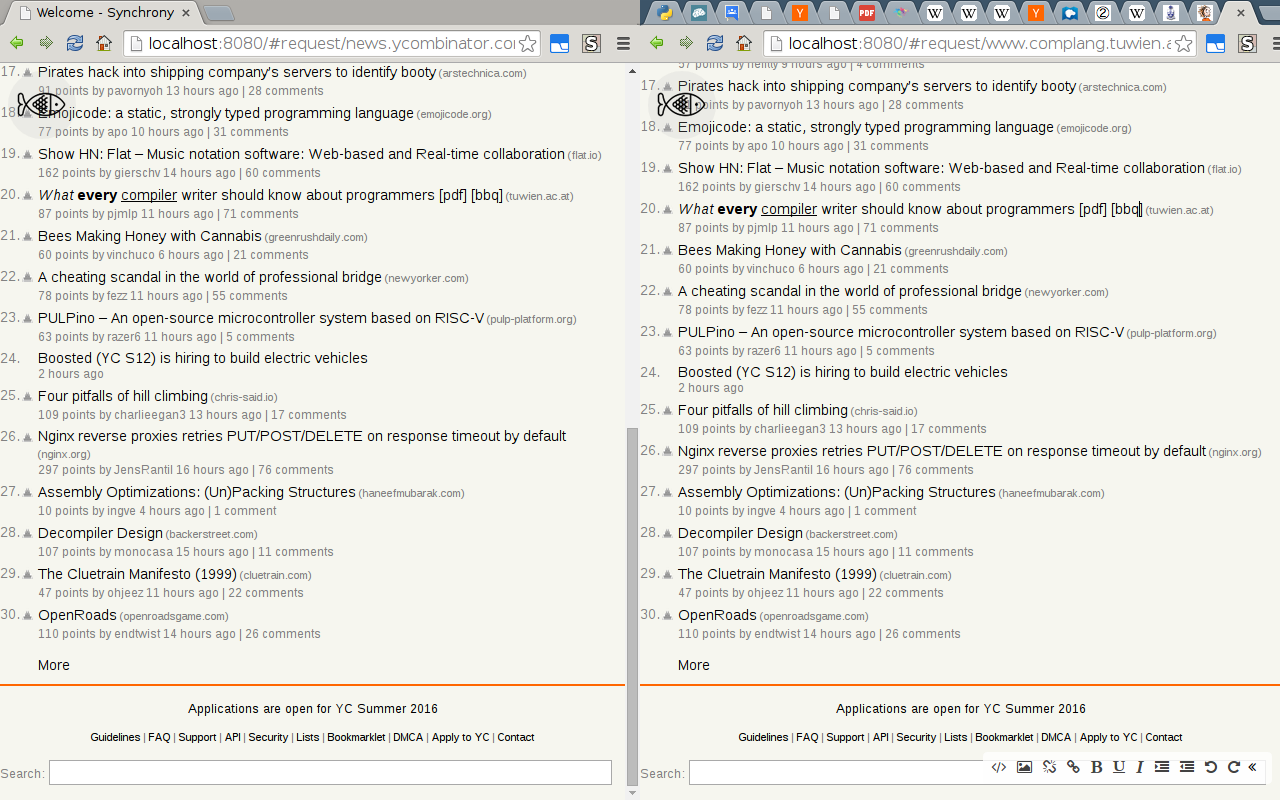 Welcome - Synchrony
localhost:8080/#request/news.ycombinator.co
17. Pirates hack into shipping company's servers to identify booty (arstechnica.com)
91 points by pavornyoh 13 hours ago | 28 comments
18. Emojicode: a static, strongly typed programming language (emojicode.org)
77 points by apo 10 hours ago | 31 comments
19. Show HN: Flat – Music notation software: Web-based and Real-time collaboration (flat.io)
162 points by gierschv 14 hours ago | 60 comments
20. What every compiler writer should know about programmers [pdf] [bbq] (tuwien.ac.at)
87 points by pjmlp 11 hours ago | 71 comments
21. Bees Making Honey with Cannabis (greenrushdaily.com)
60 points by vinchuco 6 hours ago | 21 comments
22. A cheating scandal in the world of professional bridge (newyorker.com)
78 points by fezz 11 hours ago | 55 comments
23. PULPino – An open-source microcontroller system based on RISC-V (pulp-platform.org)
63 points by razer6 11 hours ago | 5 comments
24. Boosted (YC S12) is hiring to build electric vehicles
2 hours ago
25. Four pitfalls of hill climbing (chris-said.io)
109 points by charlieegan3 13 hours ago | 17 comments
26. Nginx reverse proxies retries PUT/POST/DELETE on response timeout by default
(nginx.org)
297 points by JensRantil 16 hours ago | 76 comments
27. Assembly Optimizations: (Un)Packing Structures (haneefmubarak.com)
10 points by ingve 4 hours ago | 1 comment
28. Decompiler Design (backerstreet.com)
107 points by monocasa 15 hours ago | 11 comments
29. The Cluetrain Manifesto (1999) (cluetrain.com)
47 points by ohjeez 11 hours ago | 22 comments
30. OpenRoads (openroadsgame.com)
110 points by endtwist 14 hours ago | 26 comments
More
Applications are open for YC Summer 2016
Guidelines | FAQ | Support | API | Security | Lists | Bookmarklet | DMCA | Apply to YC | Contact
Search:
localhost:8080/#request/www.complang.tuwien.a
9 hours ago | 4 comments
17. Pirates hack into shipping company's servers to identify booty (arstechnica.com)
points by pavornyoh 13 hours ago | 28 comments
18. Emojicode: a static, strongly typed programming language (emojicode.org)
77 points by apo 10 hours ago | 31 comments
19. Show HN: Flat – Music notation software: Web-based and Real-time collaboration (flat.io)
162 points by gierschv 14 hours ago | 60 comments
20. What every compiler writer should know about programmers [pdf] [bbq] (tuwien.ac.at)
87 points by pjmlp 11 hours ago | 71 comments
21. Bees Making Honey with Cannabis (greenrushdaily.com)
60 points by vinchuco 6 hours ago | 21 comments
22. A cheating scandal in the world of professional bridge (newyorker.com)
78 points by fezz 11 hours ago | 55 comments
23. PULPino – An open-source microcontroller system based on RISC-V (pulp-platform.org)
63 points by razer6 11 hours ago | 5 comments
24. Boosted (YC S12) is hiring to build electric vehicles
2 hours ago
25. Four pitfalls of hill climbing (chris-said.io)
109 points by charlieegan3 13 hours ago | 17 comments
26. Nginx reverse proxies retries PUT/POST/DELETE on response timeout by default (nginx.org)
297 points by JensRantil 16 hours ago | 76 comments
27. Assembly Optimizations: (Un)Packing Structures (haneefmubarak.com)
10 points by ingve 4 hours ago | 1 comment
28. Decompiler Design (backerstreet.com)
107 points by monocasa 15 hours ago | 11 comments
29. The Cluetrain Manifesto (1999) (cluetrain.com)
47 points by ohjeez 11 hours ago | 22 comments
30. OpenRoads (openroadsgame.com)
110 points by endtwist 14 hours ago | 26 comments
More
Applications are open for YC Summer 2016
Guidelines | FAQ | Support | API | Security | Lists | Bookmarklet | DMCA | Apply to YC | Contact
Search:
</> B U I «